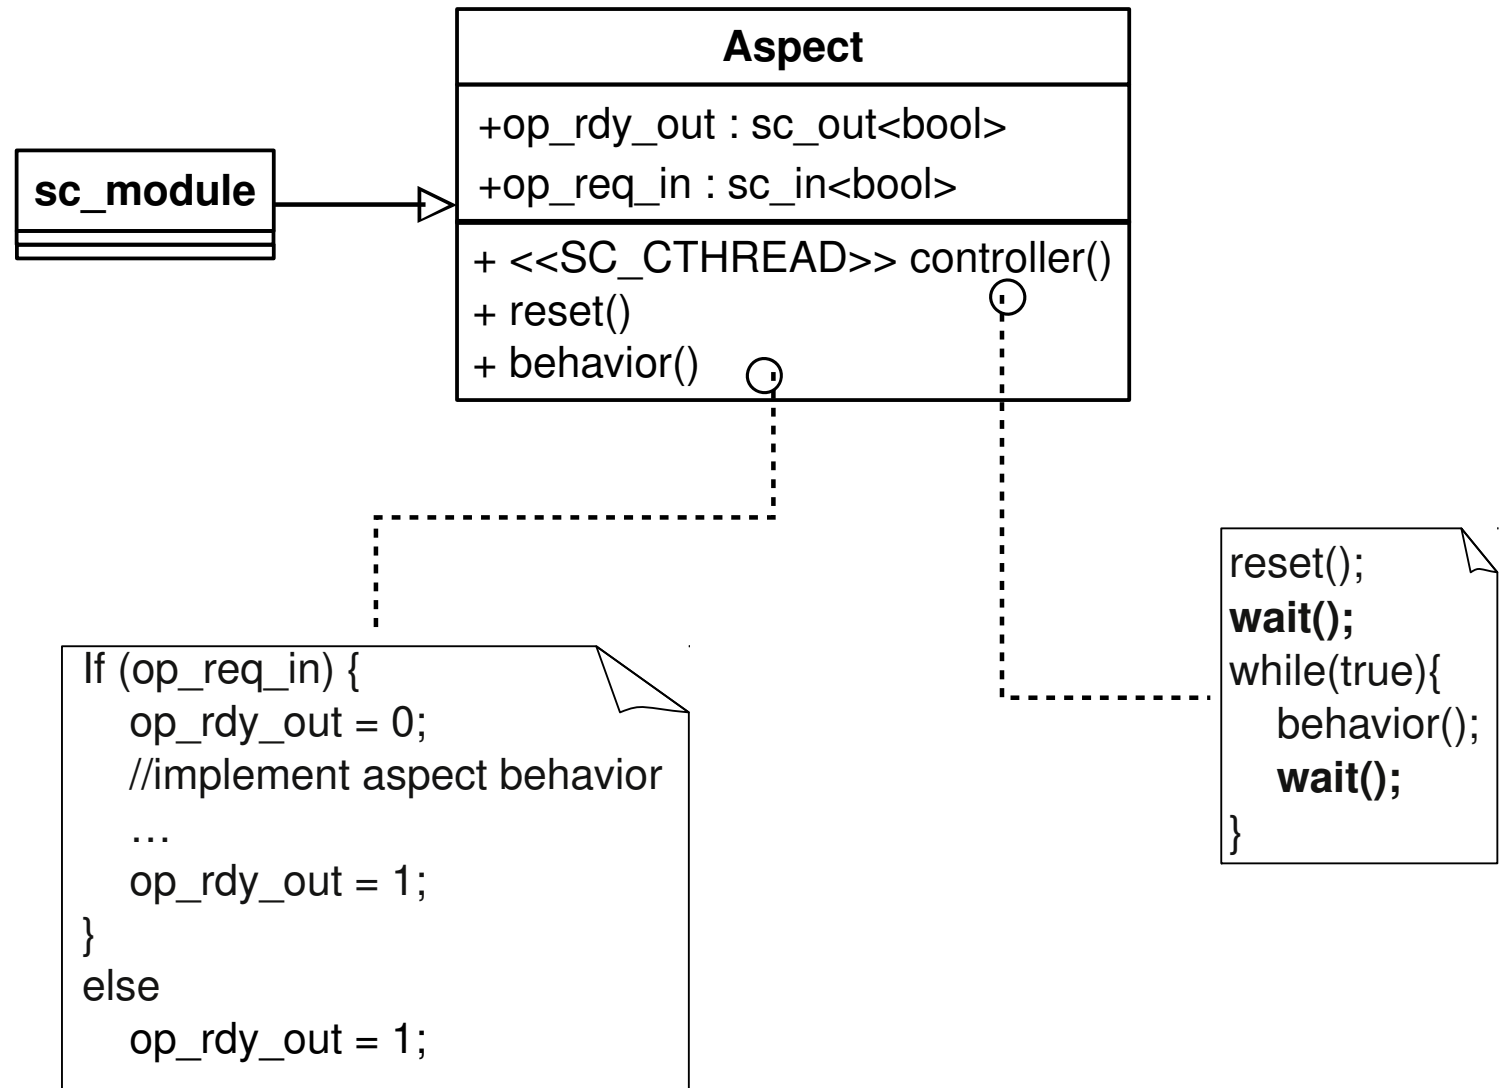 Aspect
+op_rdy_out : sc_out<bool>
+op_req_in : sc_in<bool>
sc_module
+ <<SC_CTHREAD>> controller()
+ reset()
+ behavior()
reset();
wait();
while(true){
behavior();
wait();
}
If (op_req_in) {
op_rdy_out = 0;
//implement aspect behavior
…
op_rdy_out = 1;
}
else
op_rdy_out = 1;